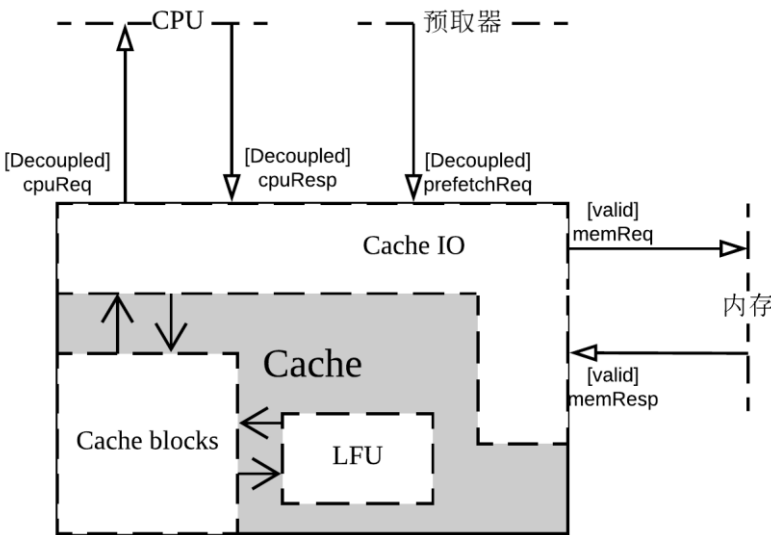 CPU
预取器
[Decoupled]
cpuReq
[Decoupled]
cpuResp
[Decoupled]
prefetchReq
[valid]
memReq
Cache IO
内存
Cache
[valid]
memResp
Cache blocks
LFU